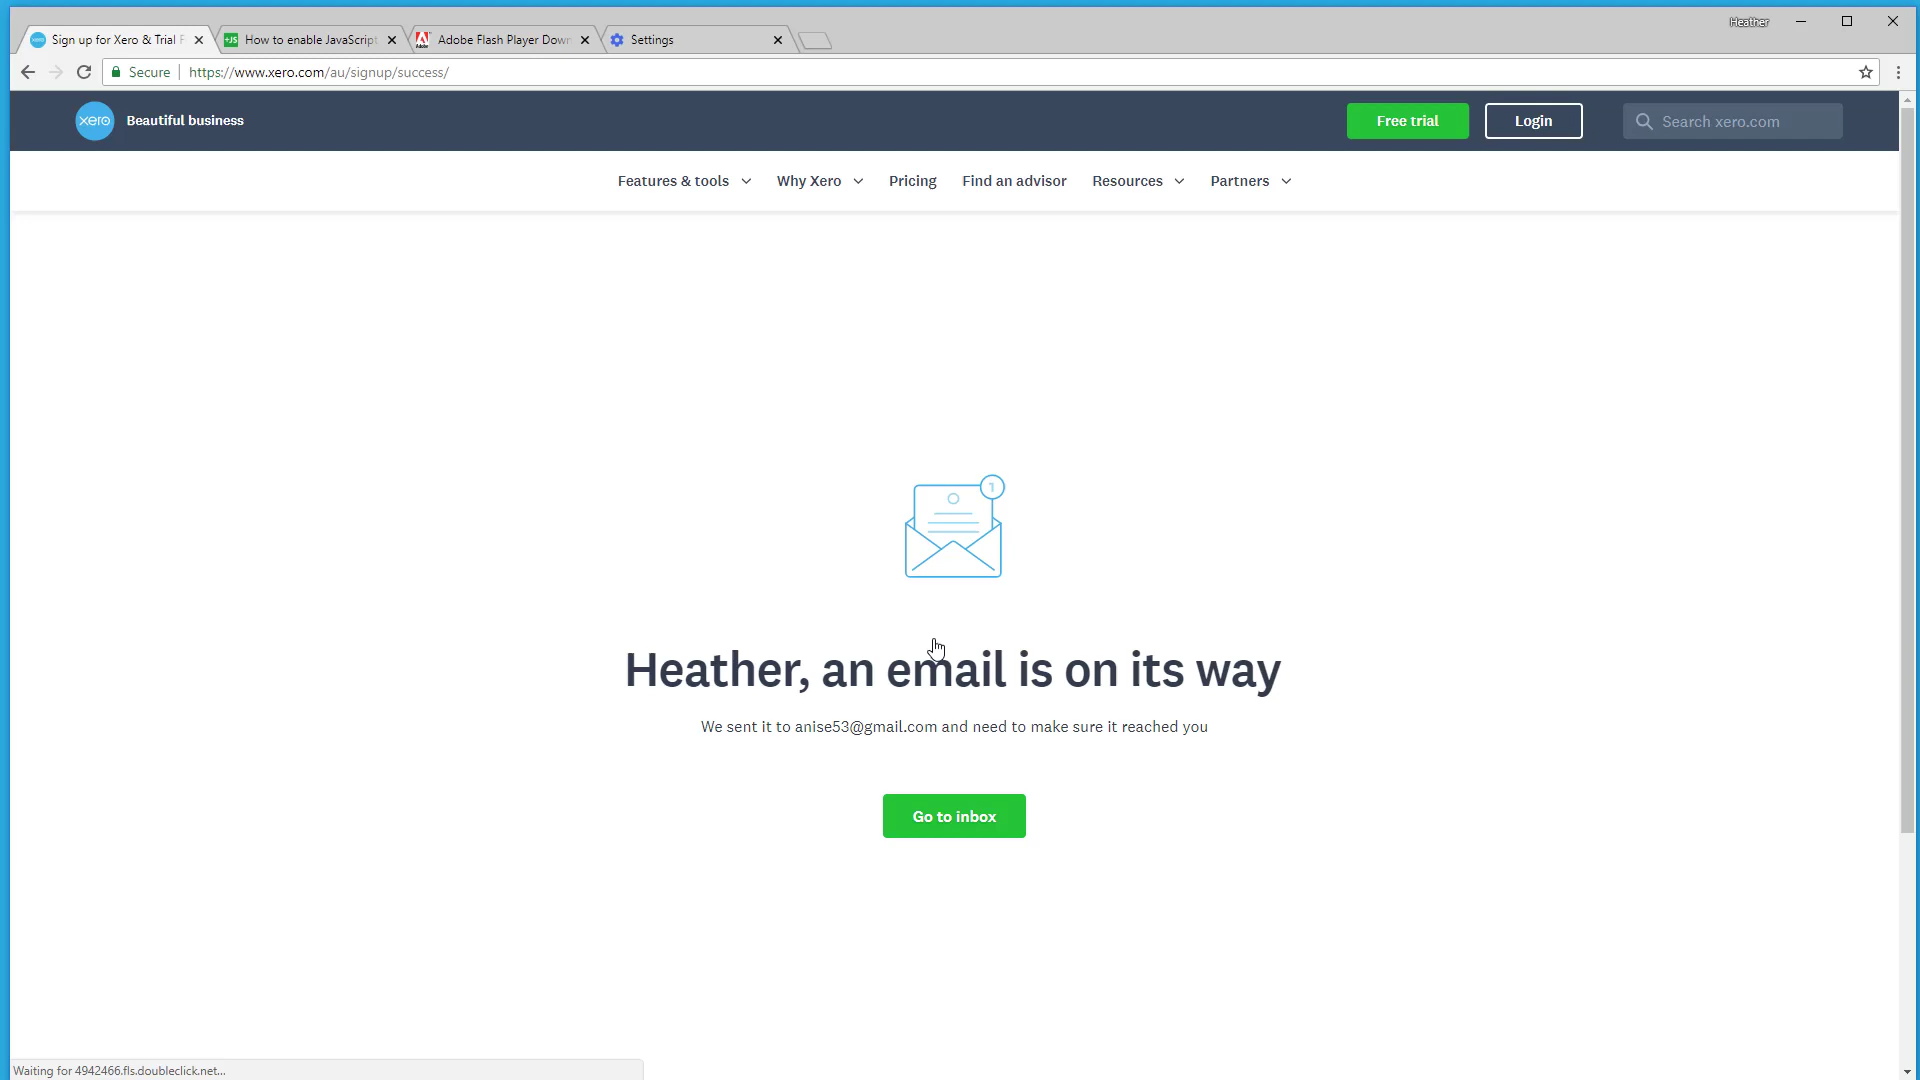 Heather
Sign up for Xero & Trial F
How to enable JavaScript
Adobe Flash Player Down
Settings
Secure
https://www.xero.com/au/signup/success/
xero
Beautiful business
Free trial
Login
Search xero.com
Features & tools
Why Xero
Pricing
Find an advisor
Resources
Partners
1
Heather, an email is on its way
We sent it to anise53@gmail.com and need to make sure it reached you
Go to inbox
Waiting for 4942466.fls.doubleclick.net...